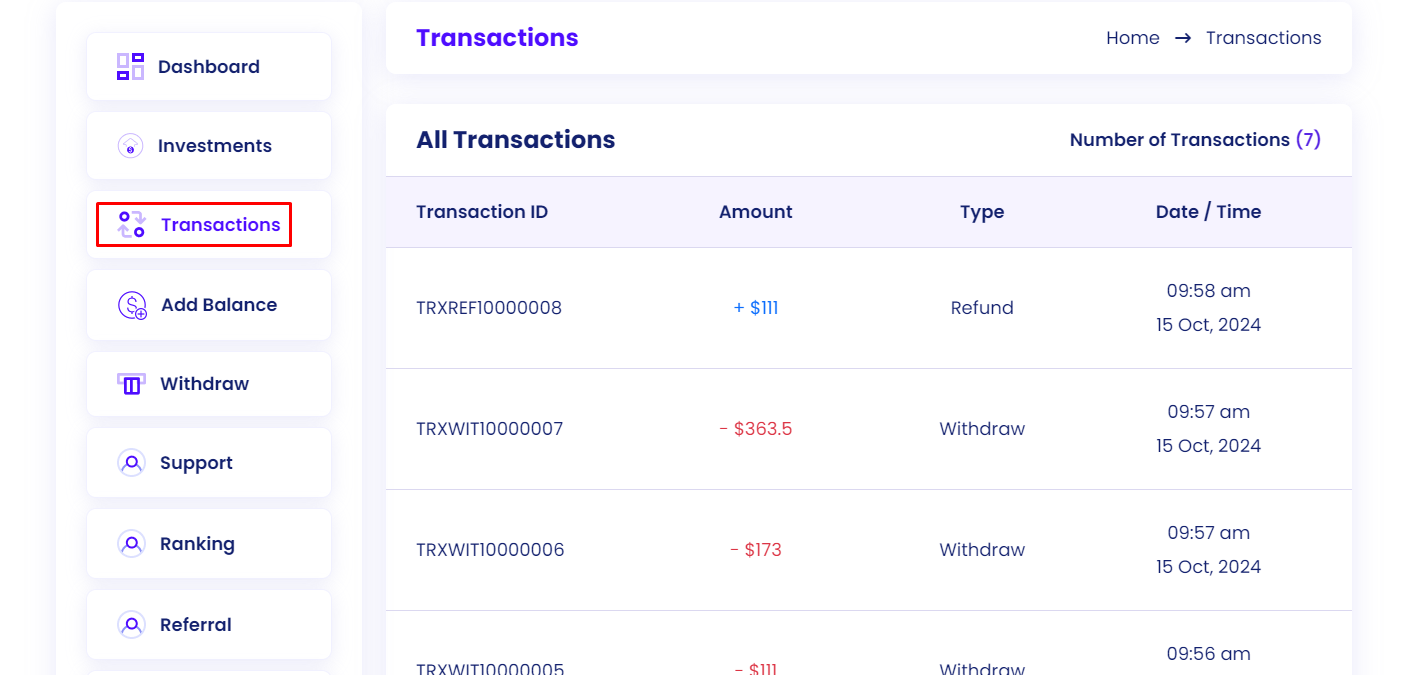 Dashboard
Investments
Transactions
Add Balance
Withdraw
Support
Ranking
Referral
Transactions
Home → Transactions
All Transactions
Number of Transactions (7)
Transaction ID Amount Type Date / Time
TRXREF10000008 + $111 Refund 09:58 am
15 Oct, 2024
TRXWIT10000007 - $363.5 Withdraw 09:57 am
15 Oct, 2024
TRXWIT10000006 - $173 Withdraw 09:57 am
15 Oct, 2024
TRXWIT10000005 - $111 Withdraw 09:56 am